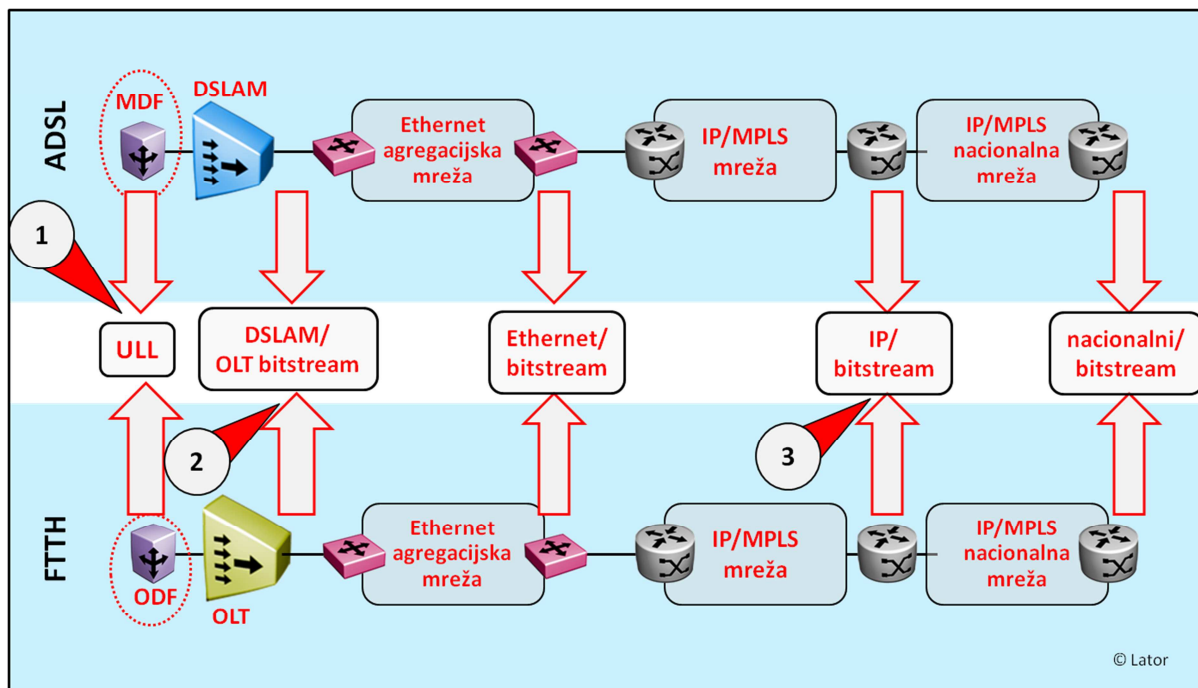 ADSL
MDF
DSLAM
Ethernet
agregacijska
mreža
IP/MPLS
mreža
IP/MPLS
nacionalna
mreža
1
ULL
DSLAM/
OLT bitstream
Ethernet/
bitstream
IP/
bitstream
nacionalni/
bitstream
2
3
FTTH
ODF
OLT
Ethernet
agregacijska
mreža
IP/MPLS
mreža
IP/MPLS
nacionalna
mreža
© Lator